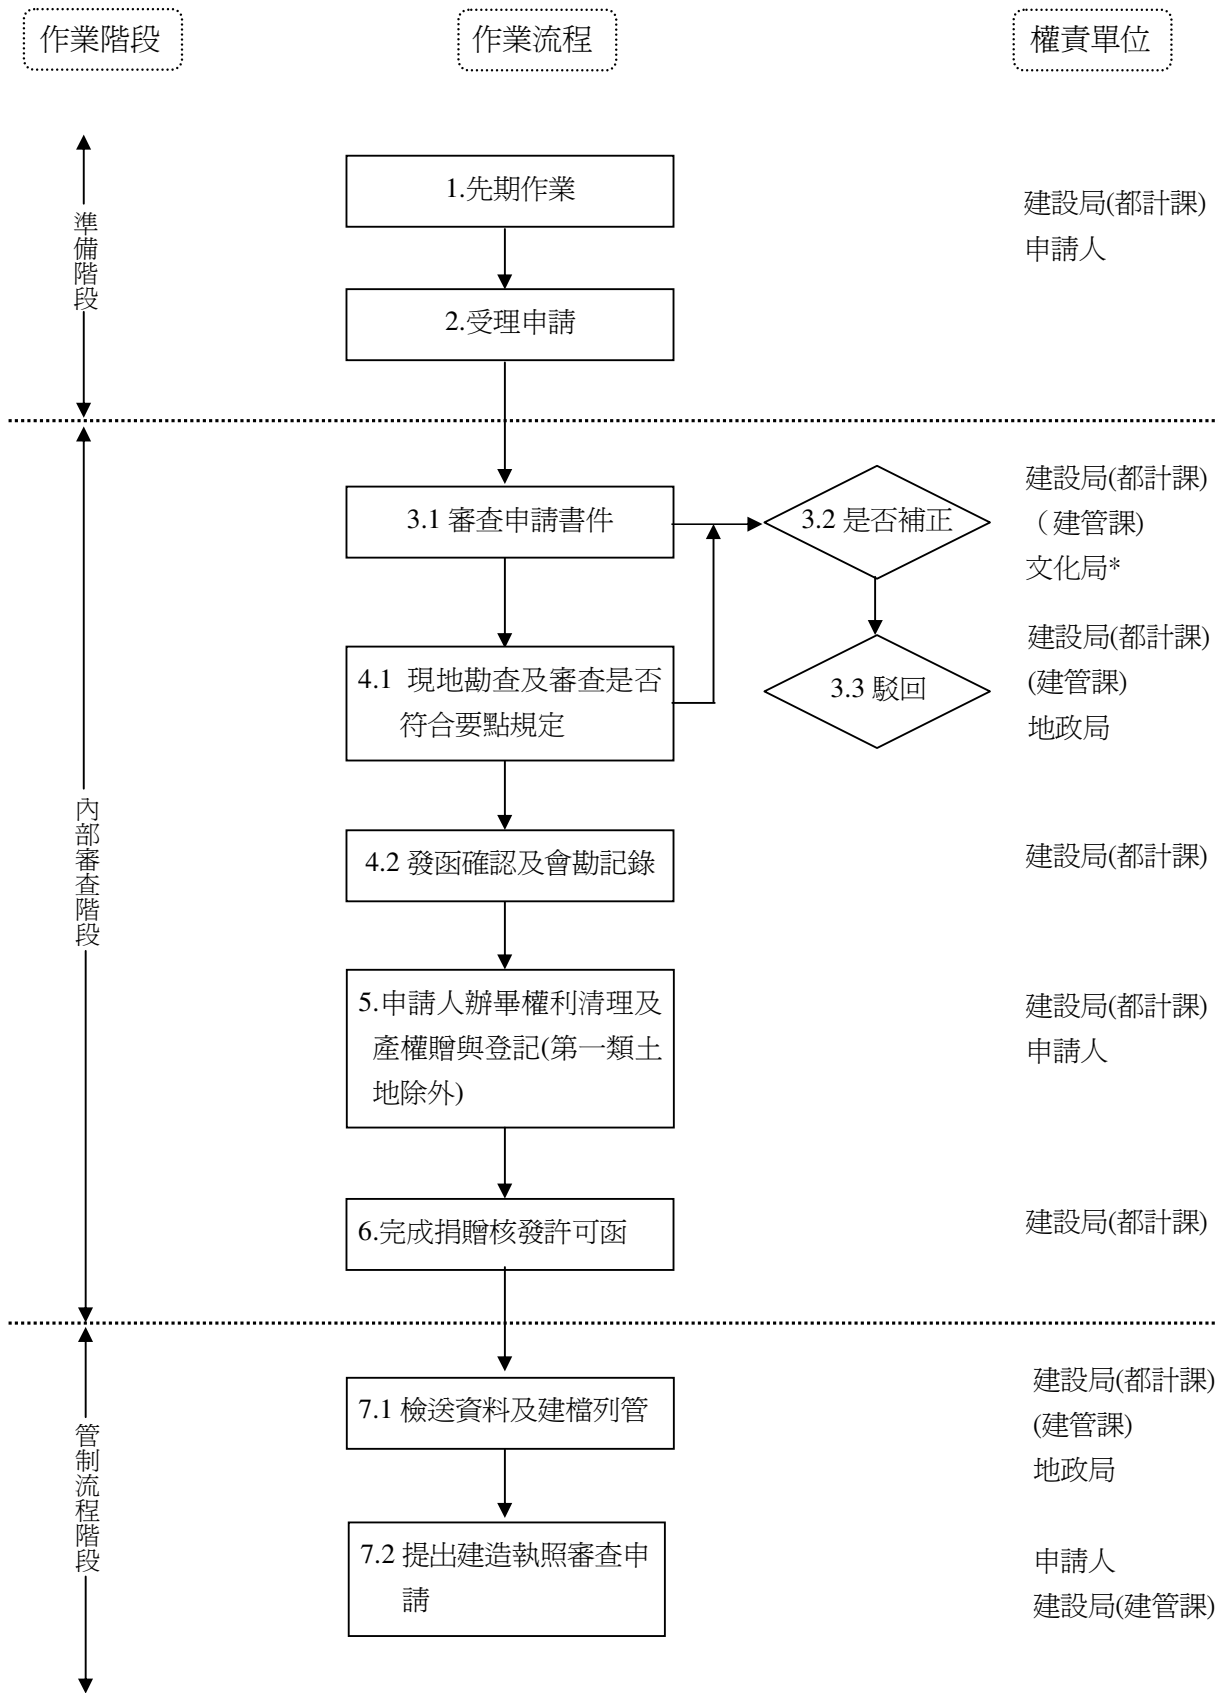 作業階段
作業流程
權責單位
準備階段
1.先期作業
建設局(都計課)
申請人
2.受理申請
內部審查階段
3.1 審查申請書件
3.2 是否補正
建設局(都計課)
（建管課)
文化局*
4.1 現地勘查及審查是否
符合要點規定
3.3 駁回
建設局(都計課)
(建管課)
地政局
4.2 發函確認及會勘記錄
建設局(都計課)
5.申請人辦畢權利清理及
產權贈與登記(第一類土
地除外)
建設局(都計課)
申請人
6.完成捐贈核發許可函
建設局(都計課)
管制流程階段
7.1 檢送資料及建檔列管
建設局(都計課)
(建管課)
地政局
7.2 提出建造執照審查申
請
申請人
建設局(建管課)